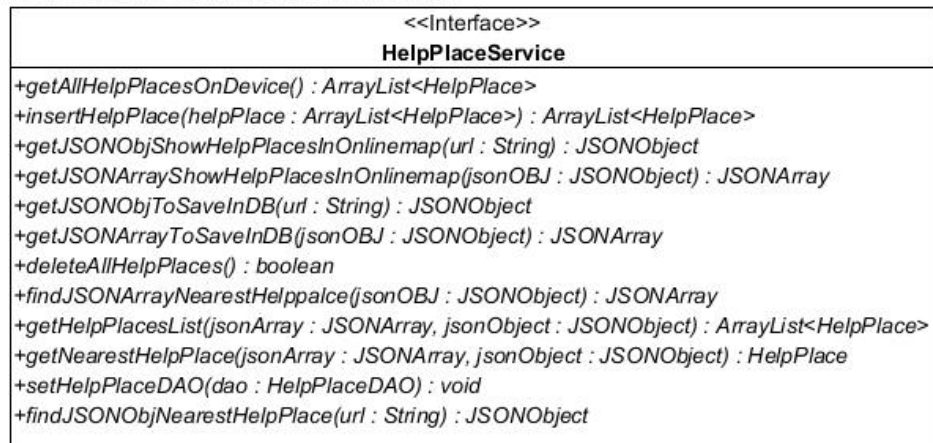 <<Interface>>
HelpPlaceService
+getAllHelpPlacesOnDevice() : ArrayList<HelpPlace>
+insertHelpPlace(helpPlace : ArrayList<HelpPlace>) : ArrayList<HelpPlace>
+getJSONObjShowHelpPlacesInOnlinemap(url : String) : JSONObject
+getJSONArrayShowHelpPlacesInOnlinemap(jsonOBJ : JSONObject) : JSONArray
+getJSONObjToSaveInDB(url : String) : JSONObject
+getJSONArrayToSaveInDB(jsonOBJ : JSONObject) : JSONArray
+deleteAllHelpPlaces() : boolean
+findJSONArrayNearestHelppalce(jsonOBJ : JSONObject) : JSONArray
+getHelpPlacesList(jsonArray : JSONArray, jsonObject : JSONObject) : ArrayList<HelpPlace>
+getNearestHelpPlace(jsonArray : JSONArray, jsonObject : JSONObject) : HelpPlace
+setHelpPlaceDAO(dao : HelpPlaceDAO) : void
+findJSONObjNearestHelpPlace(url : String) : JSONObject